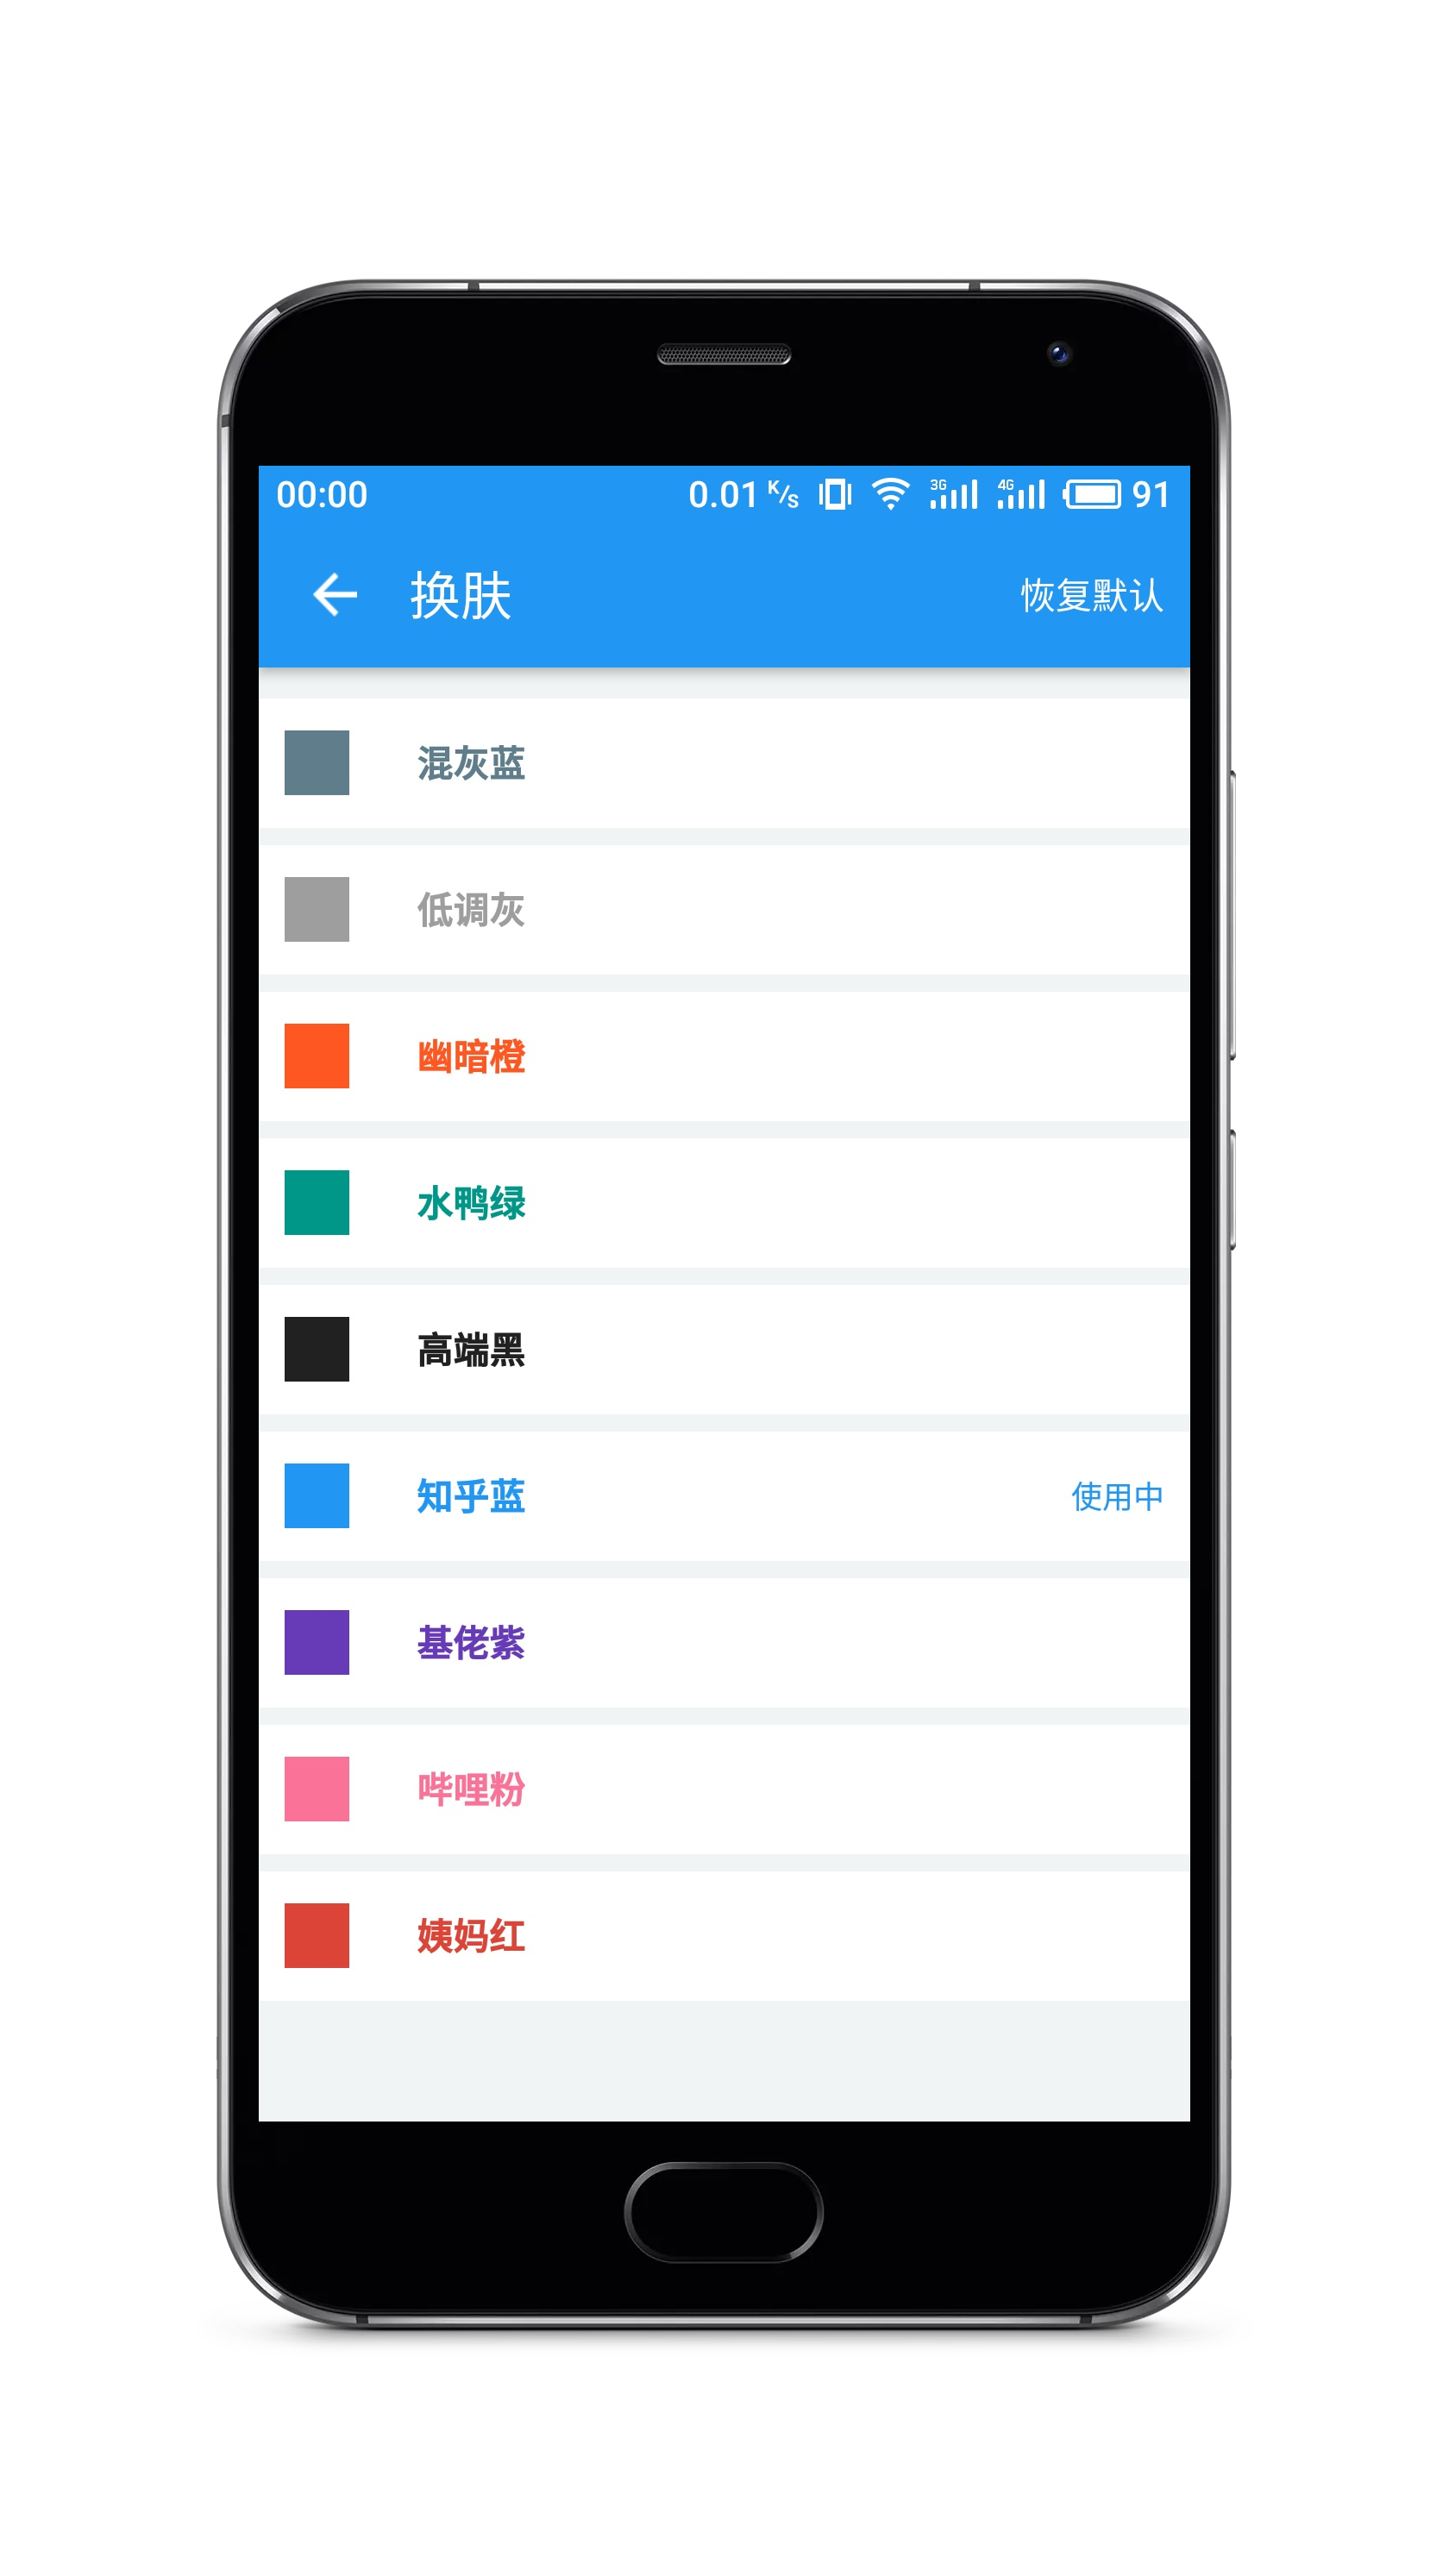 00:00 0.01 K/s 3G 4G 91
换肤 恢复默认
混灰蓝
低调灰
幽暗橙
水鸭绿
高端黑
知乎蓝 使用中
基佬紫
哔哩粉
姨妈红